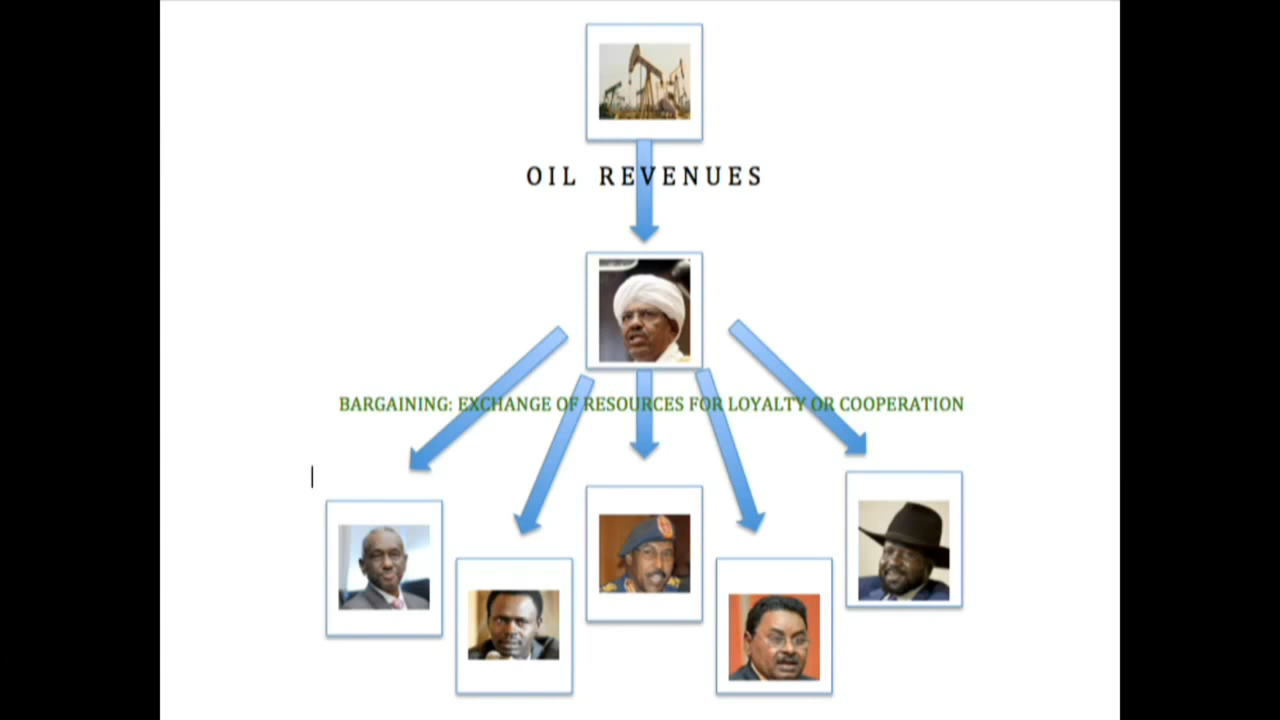 OIL REVENUES
BARGAINING: EXCHANGE OF RESOURCES FOR LOYALTY OR COOPERATION